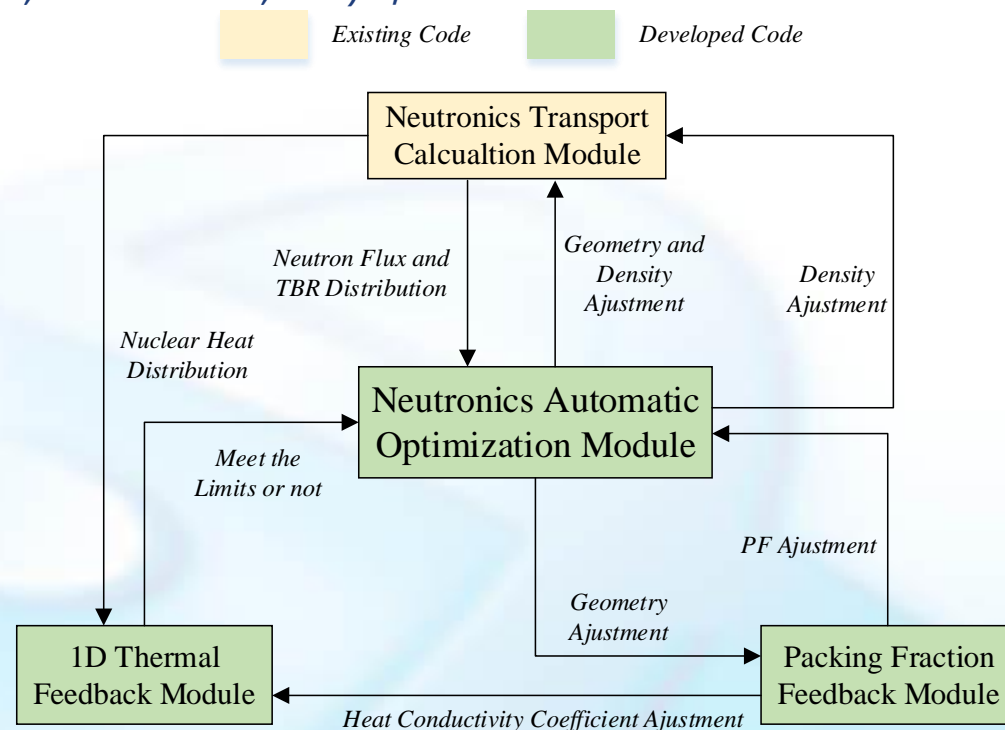 Existing Code
Developed Code
Neutronics Transport
Calcualtion Module
Neutron Flux and
TBR Distribution
Geometry and
Density
Ajustment
Density
Ajustment
Nuclear Heat
Distribution
Neutronics Automatic
Optimization Module
Meet the
Limits or not
PF Ajustment
Geometry
Ajustment
1D Thermal
Feedback Module
Packing Fraction
Feedback Module
Heat Conductivity Coefficient Ajustment